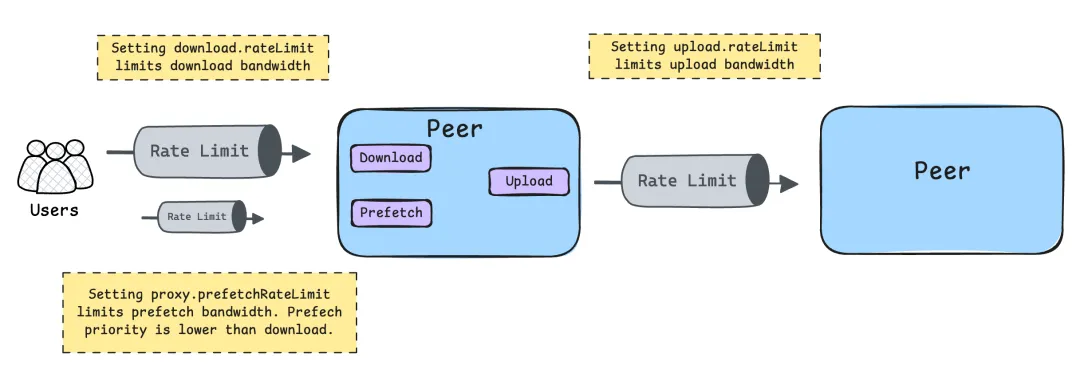 Setting download.rateLimit
limits download bandwidth
Setting upload.rateLimit
limits upload bandwidth
Users
Rate Limit
Rate Limit
Peer
Download
Prefetch
Upload
Rate Limit
Peer
Setting proxy.prefetchRateLimit
limits prefetch bandwidth. Prefech
priority is lower than download.